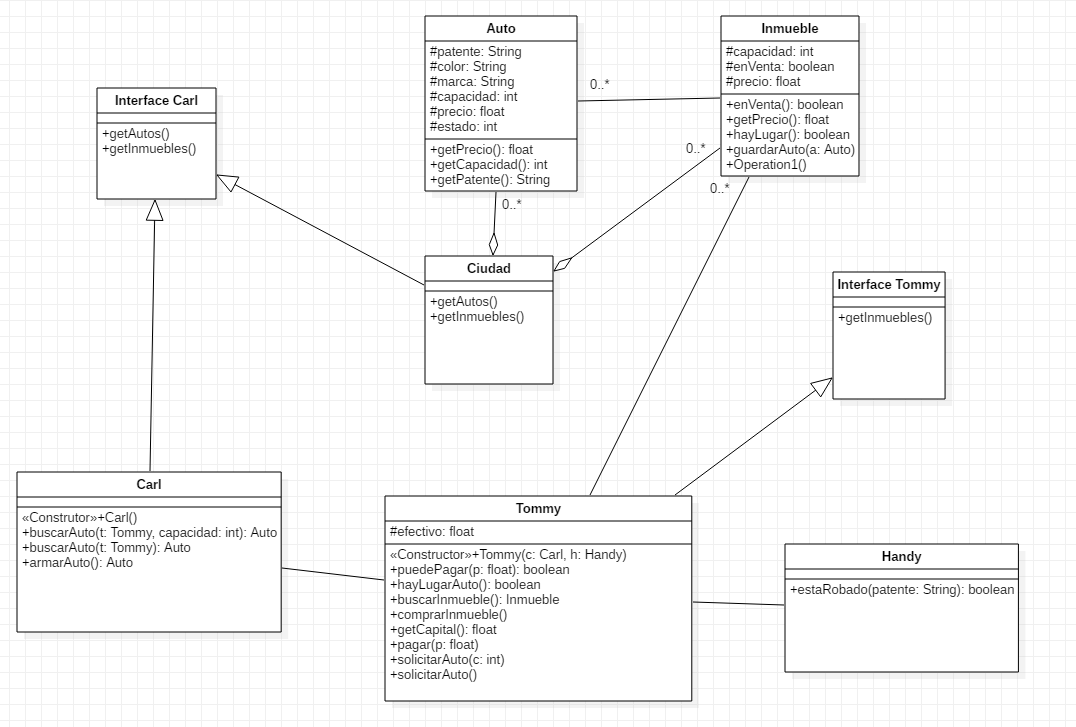 Auto
#patente: String
#color: String
#marca: String
#capacidad: int
#precio: float
#estado: int
+getPrecio(): float
+getCapacidad(): int
+getPatente(): String
Inmueble
#capacidad: int
#enVenta: boolean
#precio: float
+enVenta(): boolean
+getPrecio(): float
+hayLugar(): boolean
+guardarAuto(a: Auto)
+Operation1()
0..*
0..*
0..*
0..*
Interface Carl
+getAutos()
+getInmuebles()
Ciudad
+getAutos()
+getInmuebles()
Interface Tommy
+getInmuebles()
Carl
«Construtor»+Carl()
+buscarAuto(t: Tommy, capacidad: int): Auto
+buscarAuto(t: Tommy): Auto
+armarAuto(): Auto
Tommy
#efectivo: float
«Constructor»+Tommy(c: Carl, h: Handy)
+puedePagar(p: float): boolean
+hayLugarAuto(): boolean
+buscarInmueble(): Inmueble
+comprarInmueble()
+getCapital(): float
+pagar(p: float)
+solicitarAuto(c: int)
+solicitarAuto()
Handy
+estaRobado(patente: String): boolean